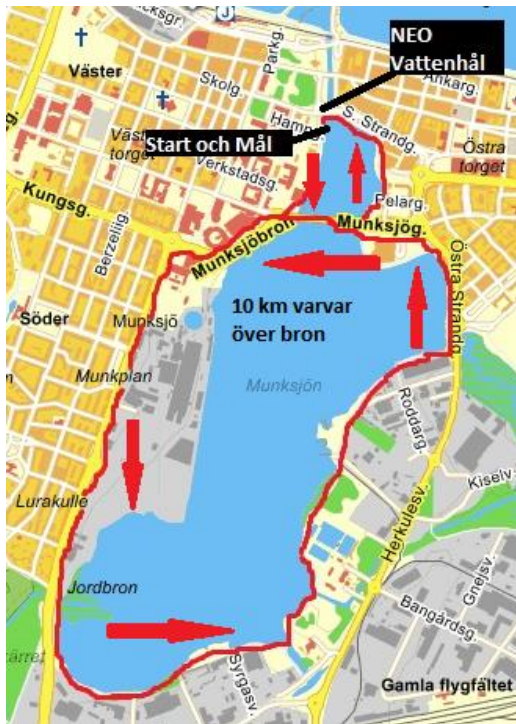 NEO
Vattenhål
Väster
Skolg.
Parkg.
Ankarg.
Hamng.
S. Strandg.
Start och Mål
torget
Verkstadsg.
Östra
torget
Kungsg.
Pelarg.
Munksjöbron
Munksjög.
Berzeliig.
Östra Strandg.
10 km varvar
över bron
Söder
Munksjö
Munksjön
Munkplan
Roddarg.
Kiselv.
Lurakulle
Herkulesv.
Gnejsv.
Jordbron
Bangårdsg.
Syrgasv.
Gamla flygfältet
kärret
J